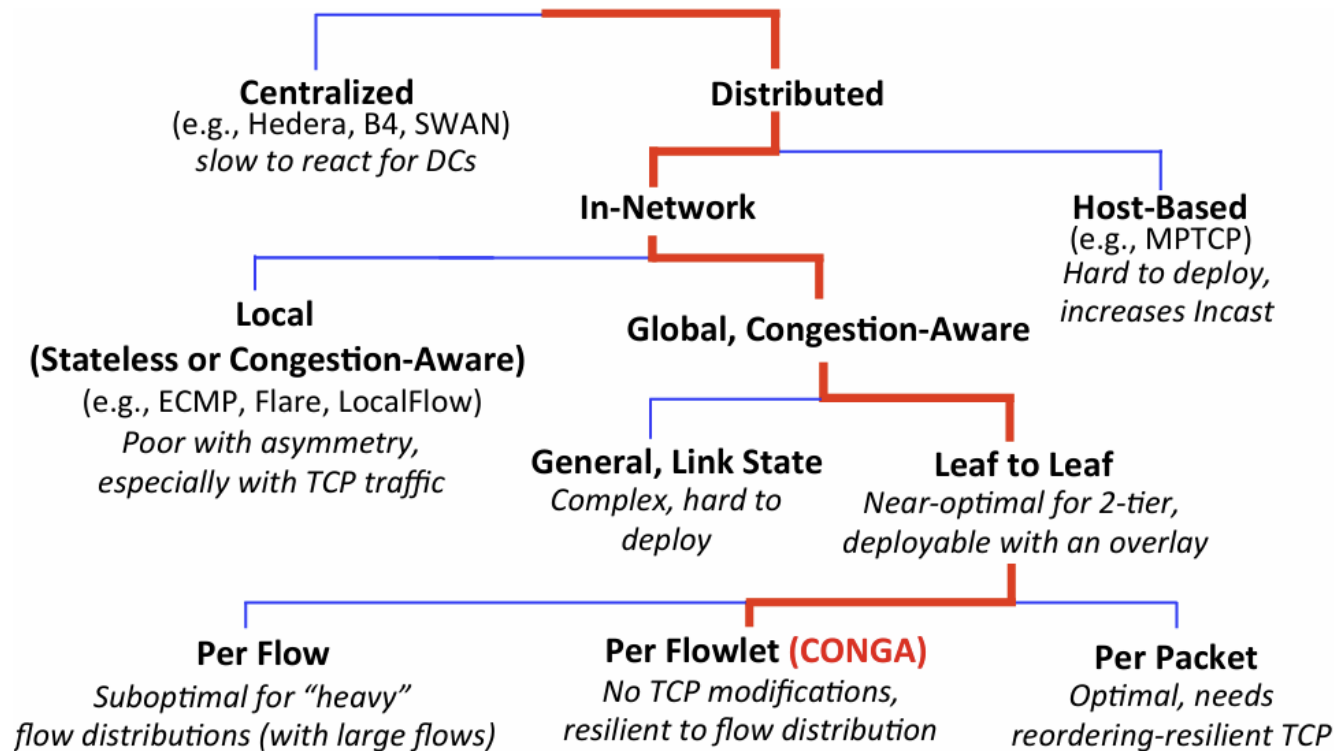 Centralized
(e.g., Hedera, B4, SWAN)
slow to react for DCs
Distributed
In-Network
Host-Based
(e.g., MPTCP)
Hard to deploy,
increases Incast
Local
(Stateless or Congestion-Aware)
(e.g., ECMP, Flare, LocalFlow)
Poor with asymmetry,
especially with TCP traffic
Global, Congestion-Aware
General, Link State
Complex, hard to
deploy
Leaf to Leaf
Near-optimal for 2-tier,
deployable with an overlay
Per Flow
Suboptimal for “heavy”
flow distributions (with large flows)
Per Flowlet (CONGA)
No TCP modifications,
resilient to flow distribution
Per Packet
Optimal, needs
reordering-resilient TCP